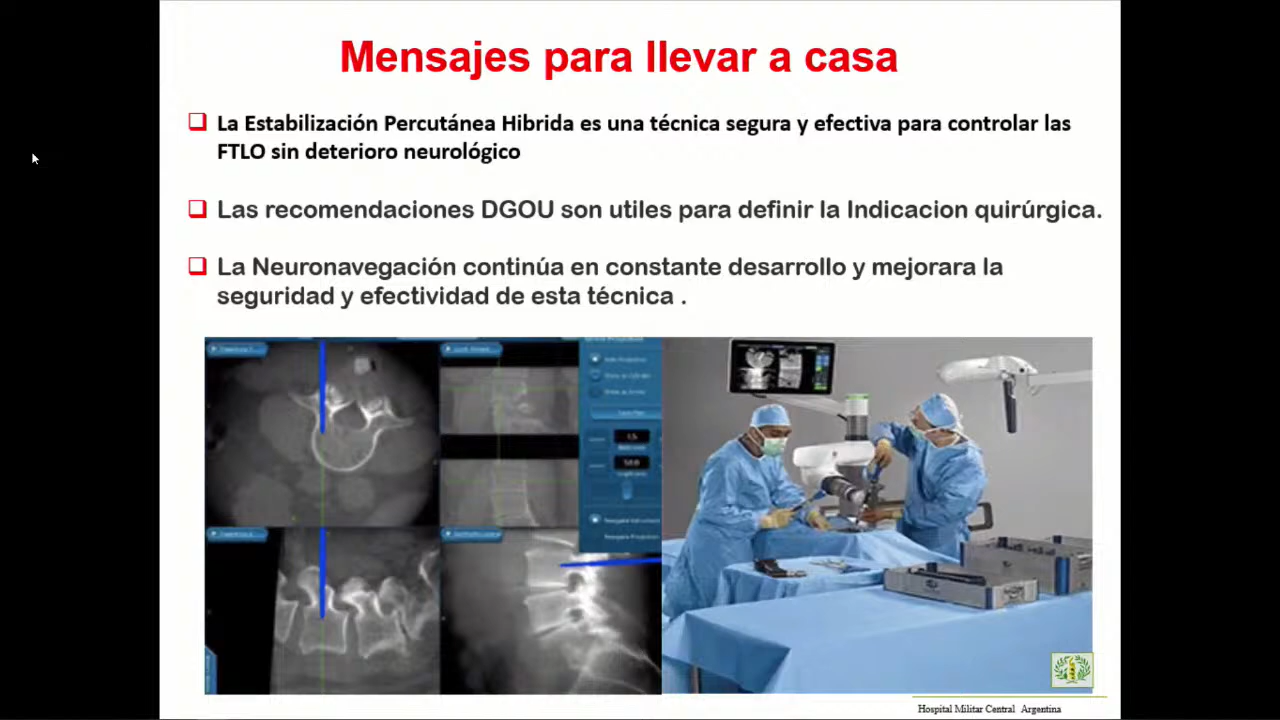 Mensajes para llevar a casa
La Estabilización Percutánea Hibrida es una técnica segura y efectiva para controlar las
FTLO sin deterioro neurológico
Las recomendaciones DGOU son utiles para definir la Indicacion quirúrgica.
La Neuronavegación continúa en constante desarrollo y mejorara la
seguridad y efectividad de esta técnica .
Hospital Militar Central Argentina